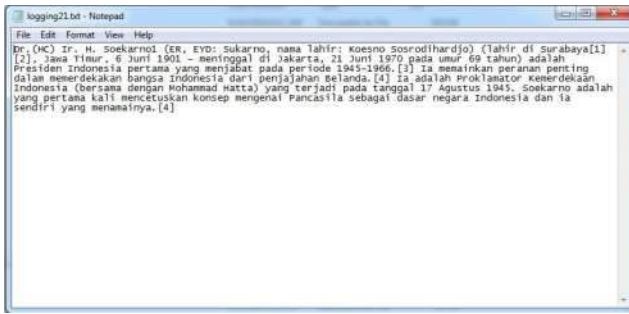 logging21.txt - Notepad
File Edit Format View Help
Dr.(HC) Ir. H. Soekarno1 (ER, EYD: Sukarno, nama lahir: Koesno Sosrodihardjo) (lahir di Surabaya[1]
[2], Jawa Timur, 6 Juni 1901 – meninggal di Jakarta, 21 Juni 1970 pada umur 69 tahun) adalah
Presiden Indonesia pertama yang menjabat pada periode 1945-1966.[3] Ia memainkan peranan penting
dalam memerdekakan bangsa Indonesia dari penjajahan Belanda.[4] Ia adalah Proklamator Kemerdekaan
Indonesia (bersama dengan Mohammad Hatta) yang terjadi pada tanggal 17 Agustus 1945. Soekarno adalah
yang pertama kali mencetuskan konsep mengenai Pancasila sebagai dasar negara Indonesia dan ia
sendiri yang menamainya.[4]